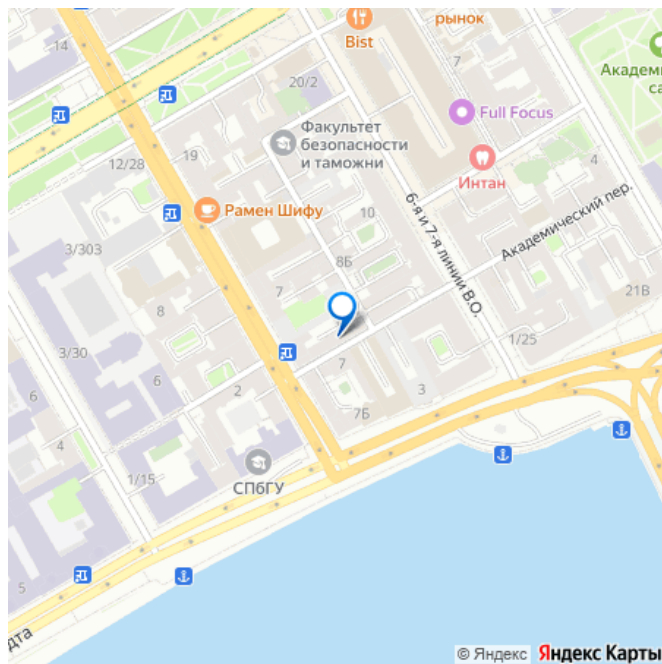 рынок
Bist
14
7
Академи
са
20/2
Full Focus
Факультет
безопасности
и таможни
12/28
19
Интан
4
6-я и 7-я линии В.О.
Академический пер.
Рамен Шифу
10
3/303
8Б
7
21В
8
1/25
3/30
7
6
6
2
3
7Б
4
СПбГУ
1/15
5
дта
© Яндекс Яндекс Карты